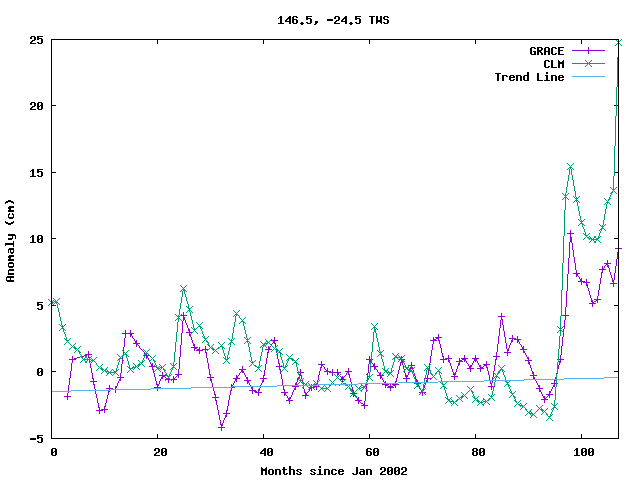 146.5, -24.5 TWS
GRACE
CLM
Trend Line
25
20
15
10
5
0
-5
Anomaly (cm)
0 20 40 60 80 100
Months since Jan 2002